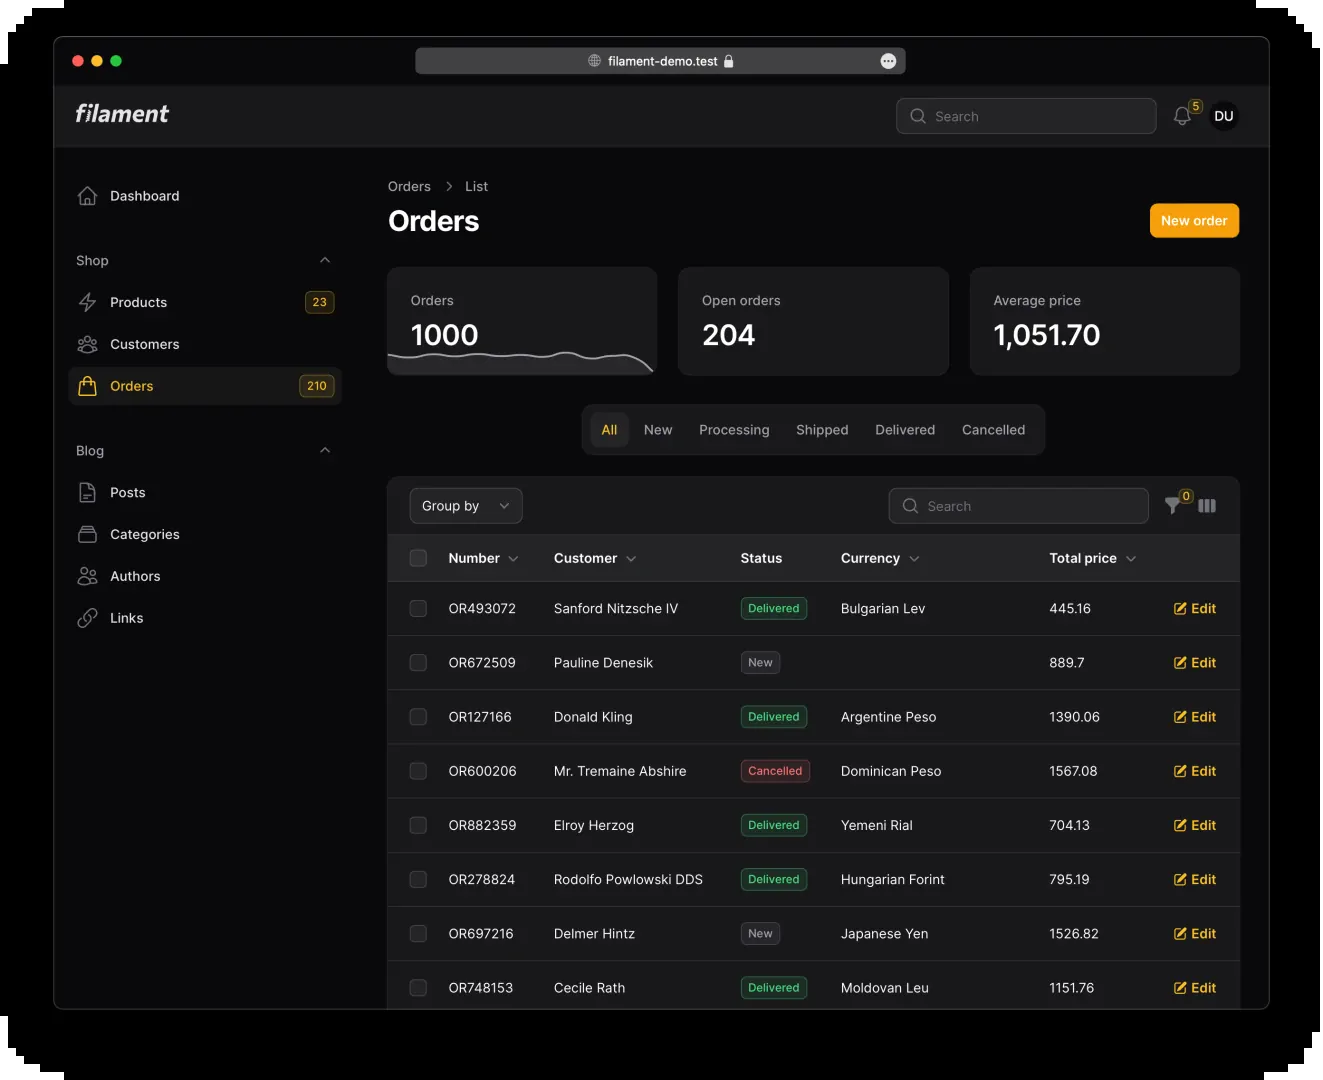 filament-demo.test
filament
Search
5
DU
Dashboard
Shop
Products 23
Customers
Orders 210
Blog
Posts
Categories
Authors
Links
Orders List
Orders
New order
Orders
1000
Open orders
204
Average price
1,051.70
All New Processing Shipped Delivered Cancelled
Group by Search 0
Number Customer Status Currency Total price
OR493072 Sanford Nitzsche IV Delivered Bulgarian Lev 445.16 Edit
OR672509 Pauline Denesik New 889.7 Edit
OR127166 Donald Kling Delivered Argentine Peso 1390.06 Edit
OR600206 Mr. Tremaine Abshire Cancelled Dominican Peso 1567.08 Edit
OR882359 Elroy Herzog Delivered Yemeni Rial 704.13 Edit
OR278824 Rodolfo Powlowski DDS Delivered Hungarian Forint 795.19 Edit
OR697216 Delmer Hintz New Japanese Yen 1526.82 Edit
OR748153 Cecile Rath Delivered Moldovan Leu 1151.76 Edit